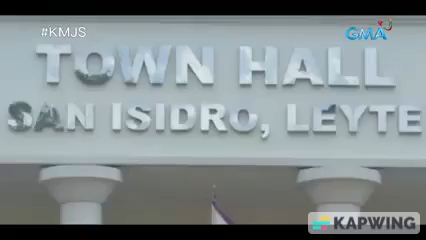 #KMJS
GMA
TOWN HALL
SAN ISIDRO, LEYTE
KAPWING